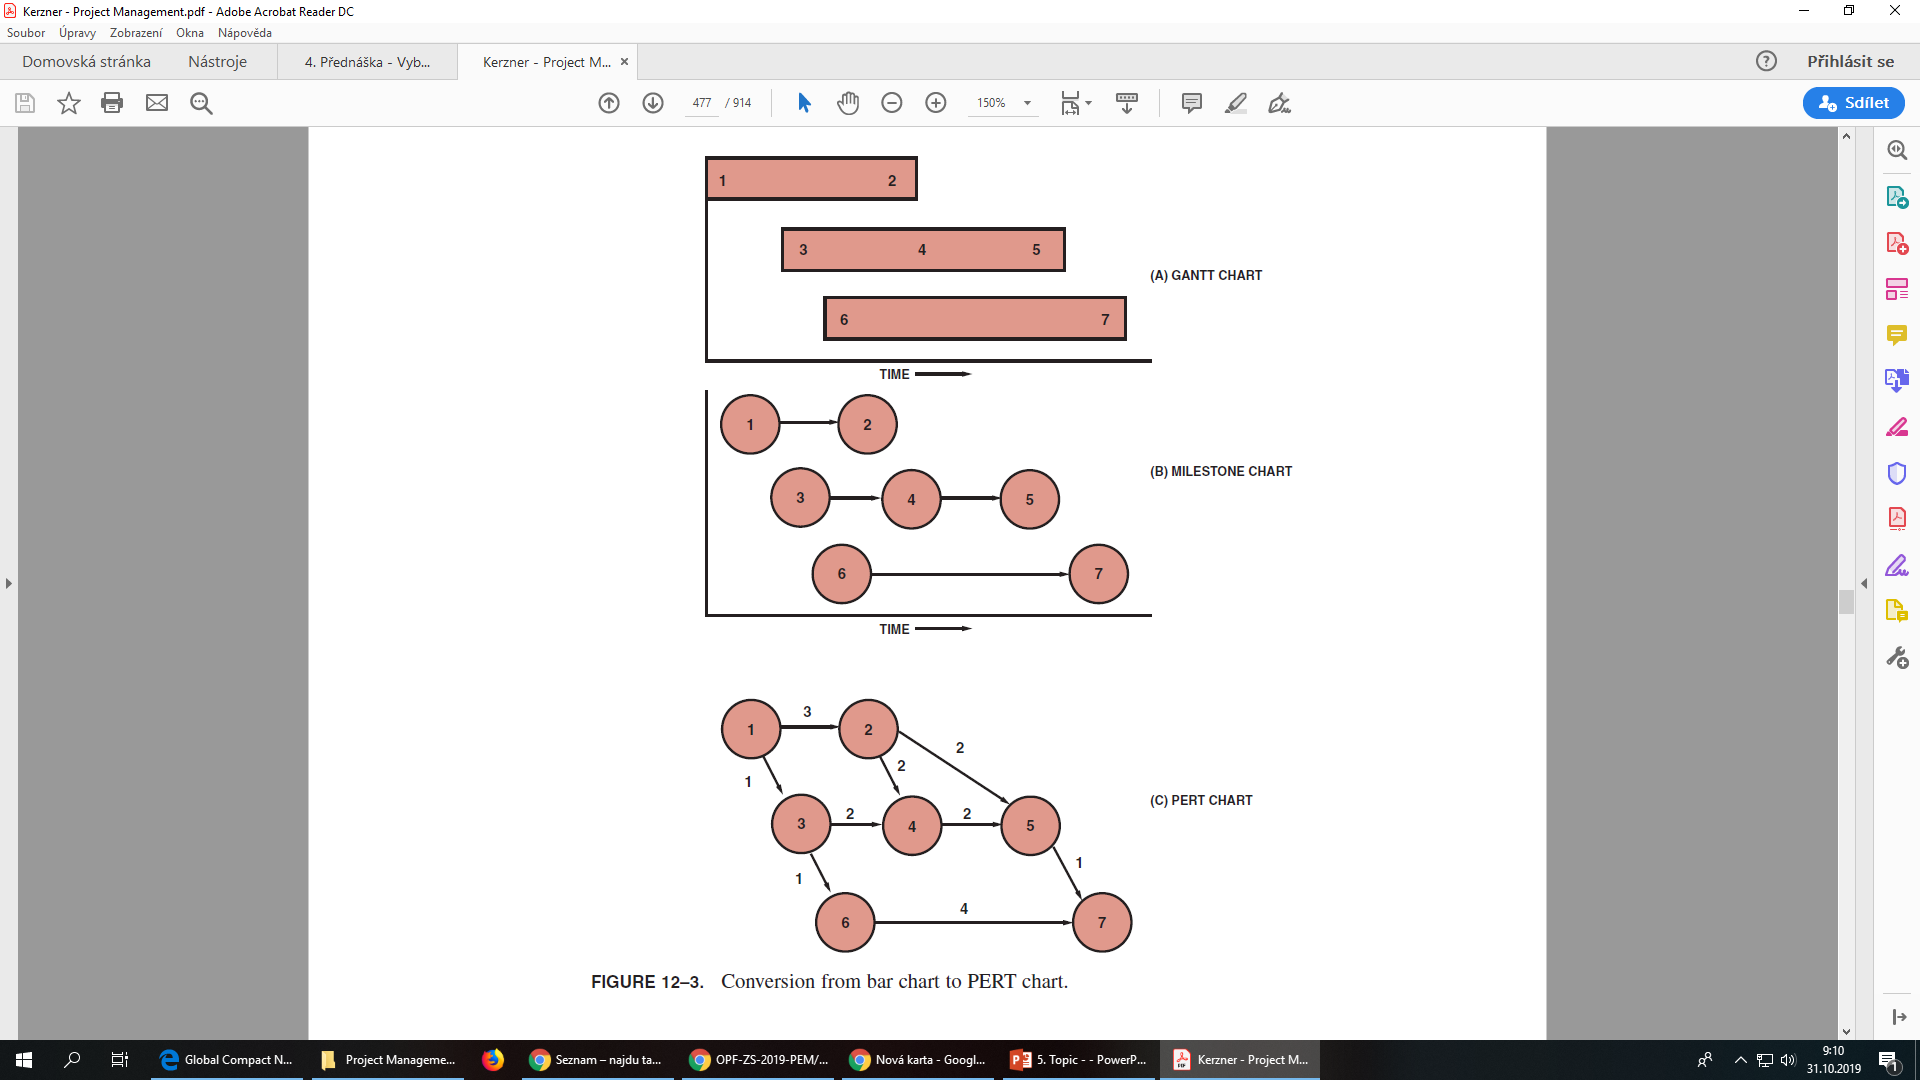 Kerzner - Project Management.pdf - Adobe Acrobat Reader DC
Soubor Úpravy Zobrazení Okna Nápověda
Domovská stránka Nástroje 4. Přednáška - Vyb... Kerzner - Project M... × ? Přihlásit se
477 / 914 150% Sdílet
1 2
3 4 5
(A) GANTT CHART
6 7
TIME
1 2
(B) MILESTONE CHART
3 4 5
6 7
TIME
3
1 2
2
2
1
(C) PERT CHART
2 2
3 4 5
1
1
4
6 7
FIGURE 12–3. Conversion from bar chart to PERT chart.
Global Compact N... Project Manageme... Seznam – najdu ta... OPF-ZS-2019-PEM/... Nová karta - Googl... 5. Topic - - PowerP... Kerzner - Project M... 9:10
31.10.2019
1